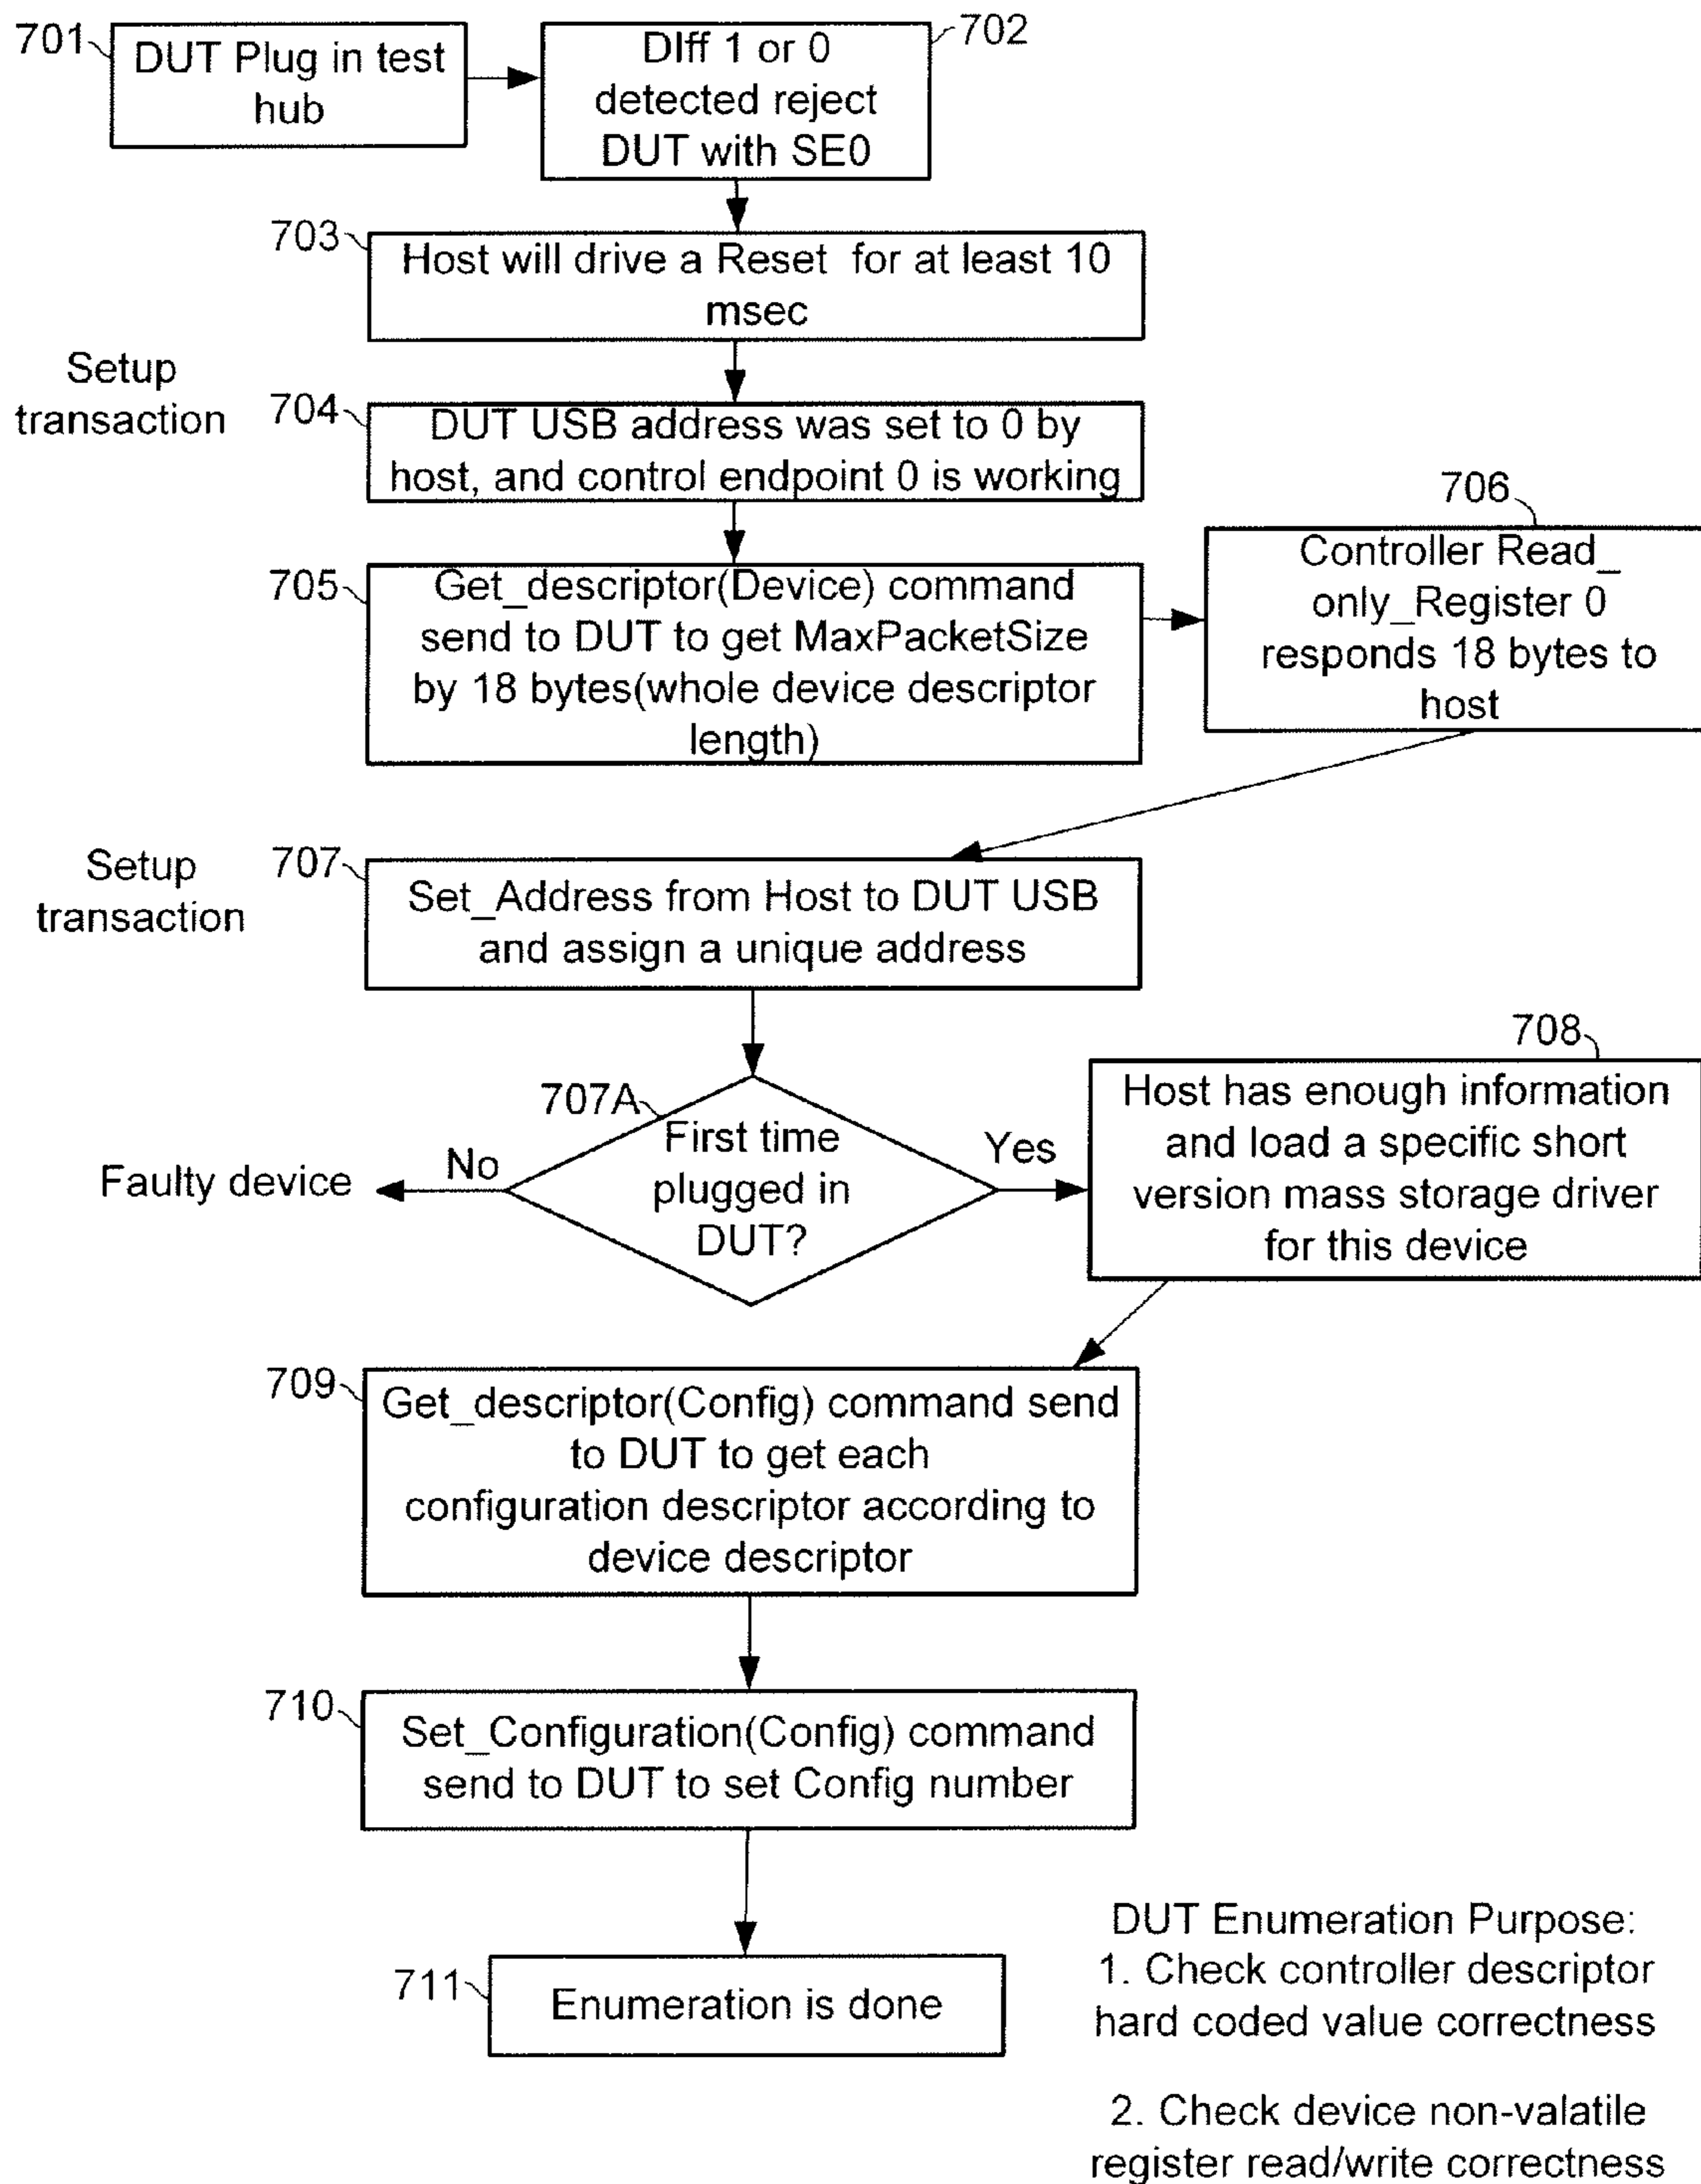 701
DUT Plug in test
hub
DIff 1 or 0
detected reject
DUT with SE0
702
703
Host will drive a Reset for at least 10
msec
Setup
transaction
704
DUT USB address was set to 0 by
host, and control endpoint 0 is working
705
Get_descriptor(Device) command
send to DUT to get MaxPacketSize
by 18 bytes(whole device descriptor
length)
706
Controller Read_
only_Register 0
responds 18 bytes to
host
Setup
transaction
707
Set_Address from Host to DUT USB
and assign a unique address
707A
First time
plugged in
DUT?
No
Faulty device
Yes
708
Host has enough information
and load a specific short
version mass storage driver
for this device
709
Get_descriptor(Config) command send
to DUT to get each
configuration descriptor according to
device descriptor
710
Set_Configuration(Config) command
send to DUT to set Config number
711
Enumeration is done
DUT Enumeration Purpose:
1. Check controller descriptor
hard coded value correctness
2. Check device non-valatile
register read/write correctness